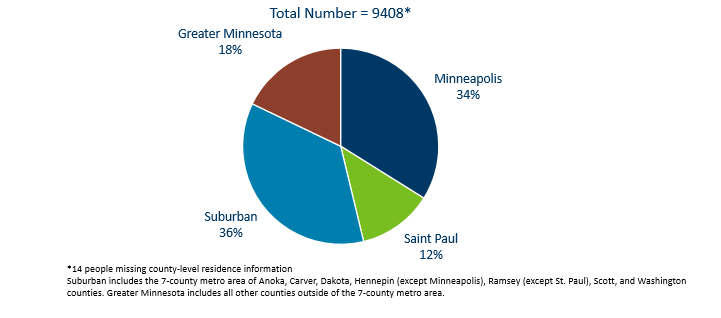 Total Number = 9408*
Greater Minnesota
18%
Minneapolis
34%
Suburban
36%
Saint Paul
12%
*14 people missing county-level residence information
Suburban includes the 7-county metro area of Anoka, Carver, Dakota, Hennepin (except Minneapolis), Ramsey (except St. Paul), Scott, and Washington
counties. Greater Minnesota includes all other counties outside of the 7-county metro area.